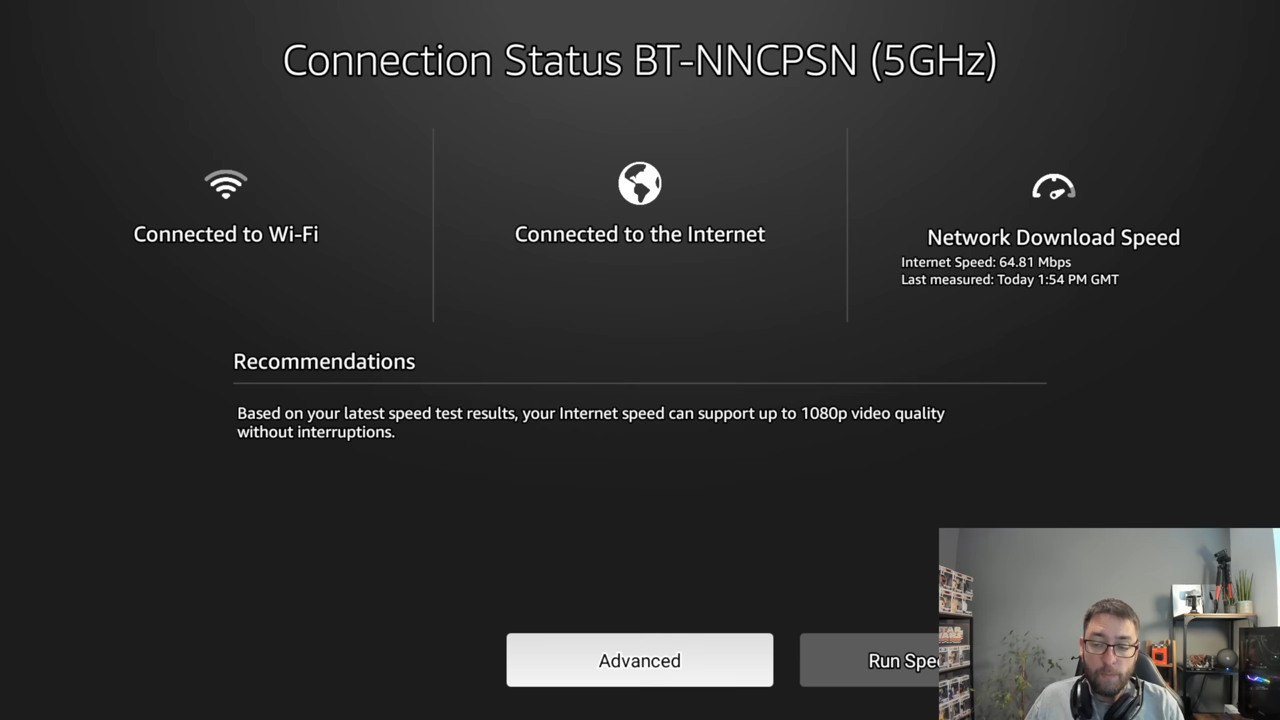 Connection Status BT-NNCPSN (5GHz)
Connected to Wi-Fi
Connected to the Internet
Network Download Speed
Internet Speed: 64.81 Mbps
Last measured: Today 1:54 PM GMT
Recommendations
Based on your latest speed test results, your Internet speed can support up to 1080p video quality
without interruptions.
Advanced
Run Spe
STAR
WARS